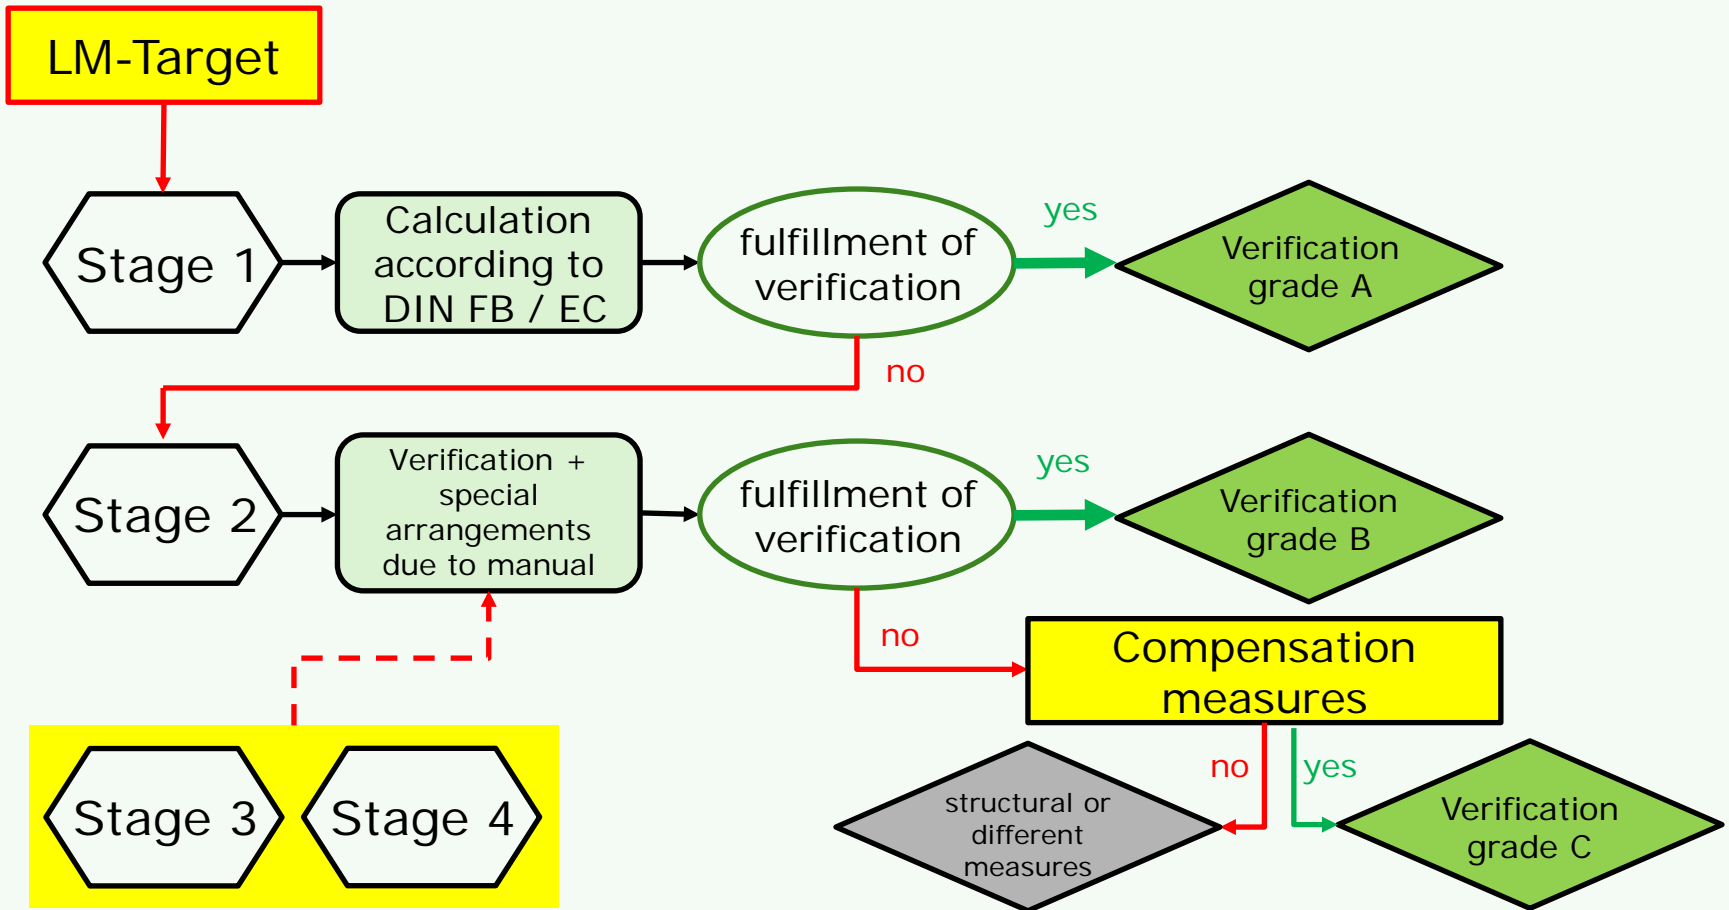 LM-Target
Stage 1
Calculation
according to
DIN FB / EC
fulfillment of
verification
yes
Verification
grade A
no
Stage 2
Verification +
special
arrangements
due to manual
fulfillment of
verification
yes
Verification
grade B
no
Compensation
measures
Stage 3
Stage 4
no
yes
structural or
different
measures
Verification
grade C